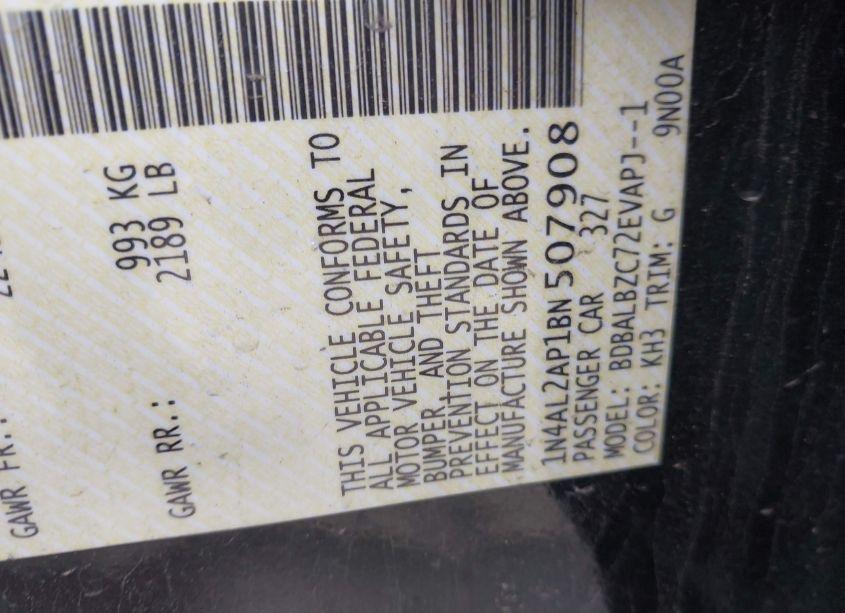 GAWR FR.:
993 KG
GAWR RR.: 2189 LB
THIS VEHICLE CONFORMS TO
ALL APPLICABLE FEDERAL
MOTOR VEHICLE SAFETY,
BUMPER, AND THEFT
PREVENTION STANDARDS IN
EFFECT ON THE DATE OF
MANUFACTURE SHOWN ABOVE.
1N4AL2AP1BN507908
PASSENGER CAR 327
MODEL: BDBALBZC72EVAPJ--1
COLOR: KH3 TRIM: G 9N00A